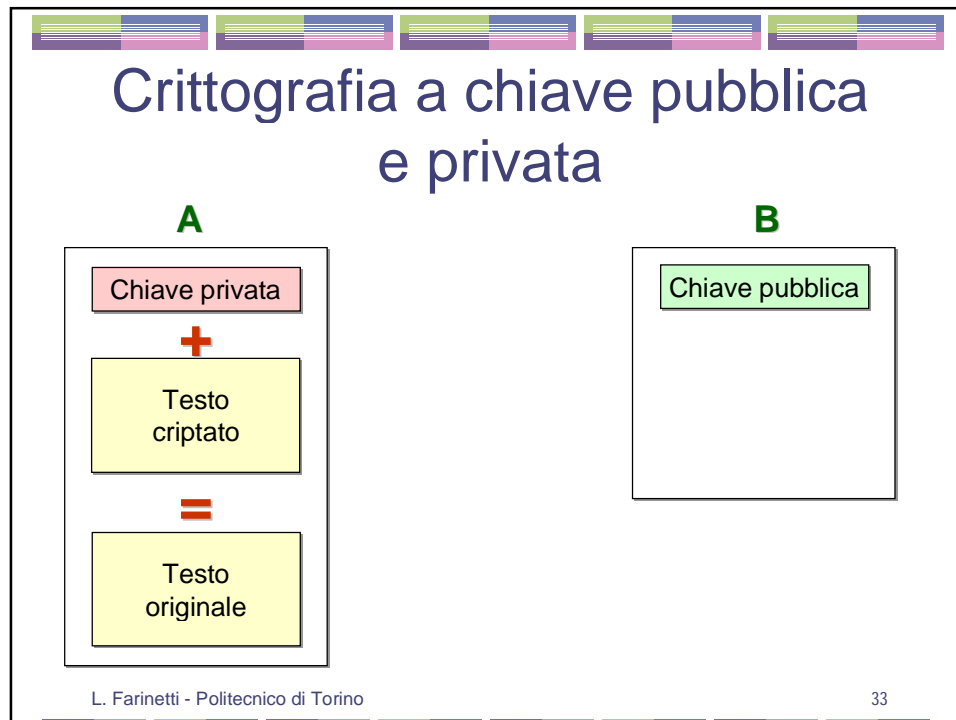 Crittografia a chiave pubblica
e privata
A
B
Chiave privata
+
Testo
criptato
=
Testo
originale
Chiave pubblica
L. Farinetti - Politecnico di Torino
33